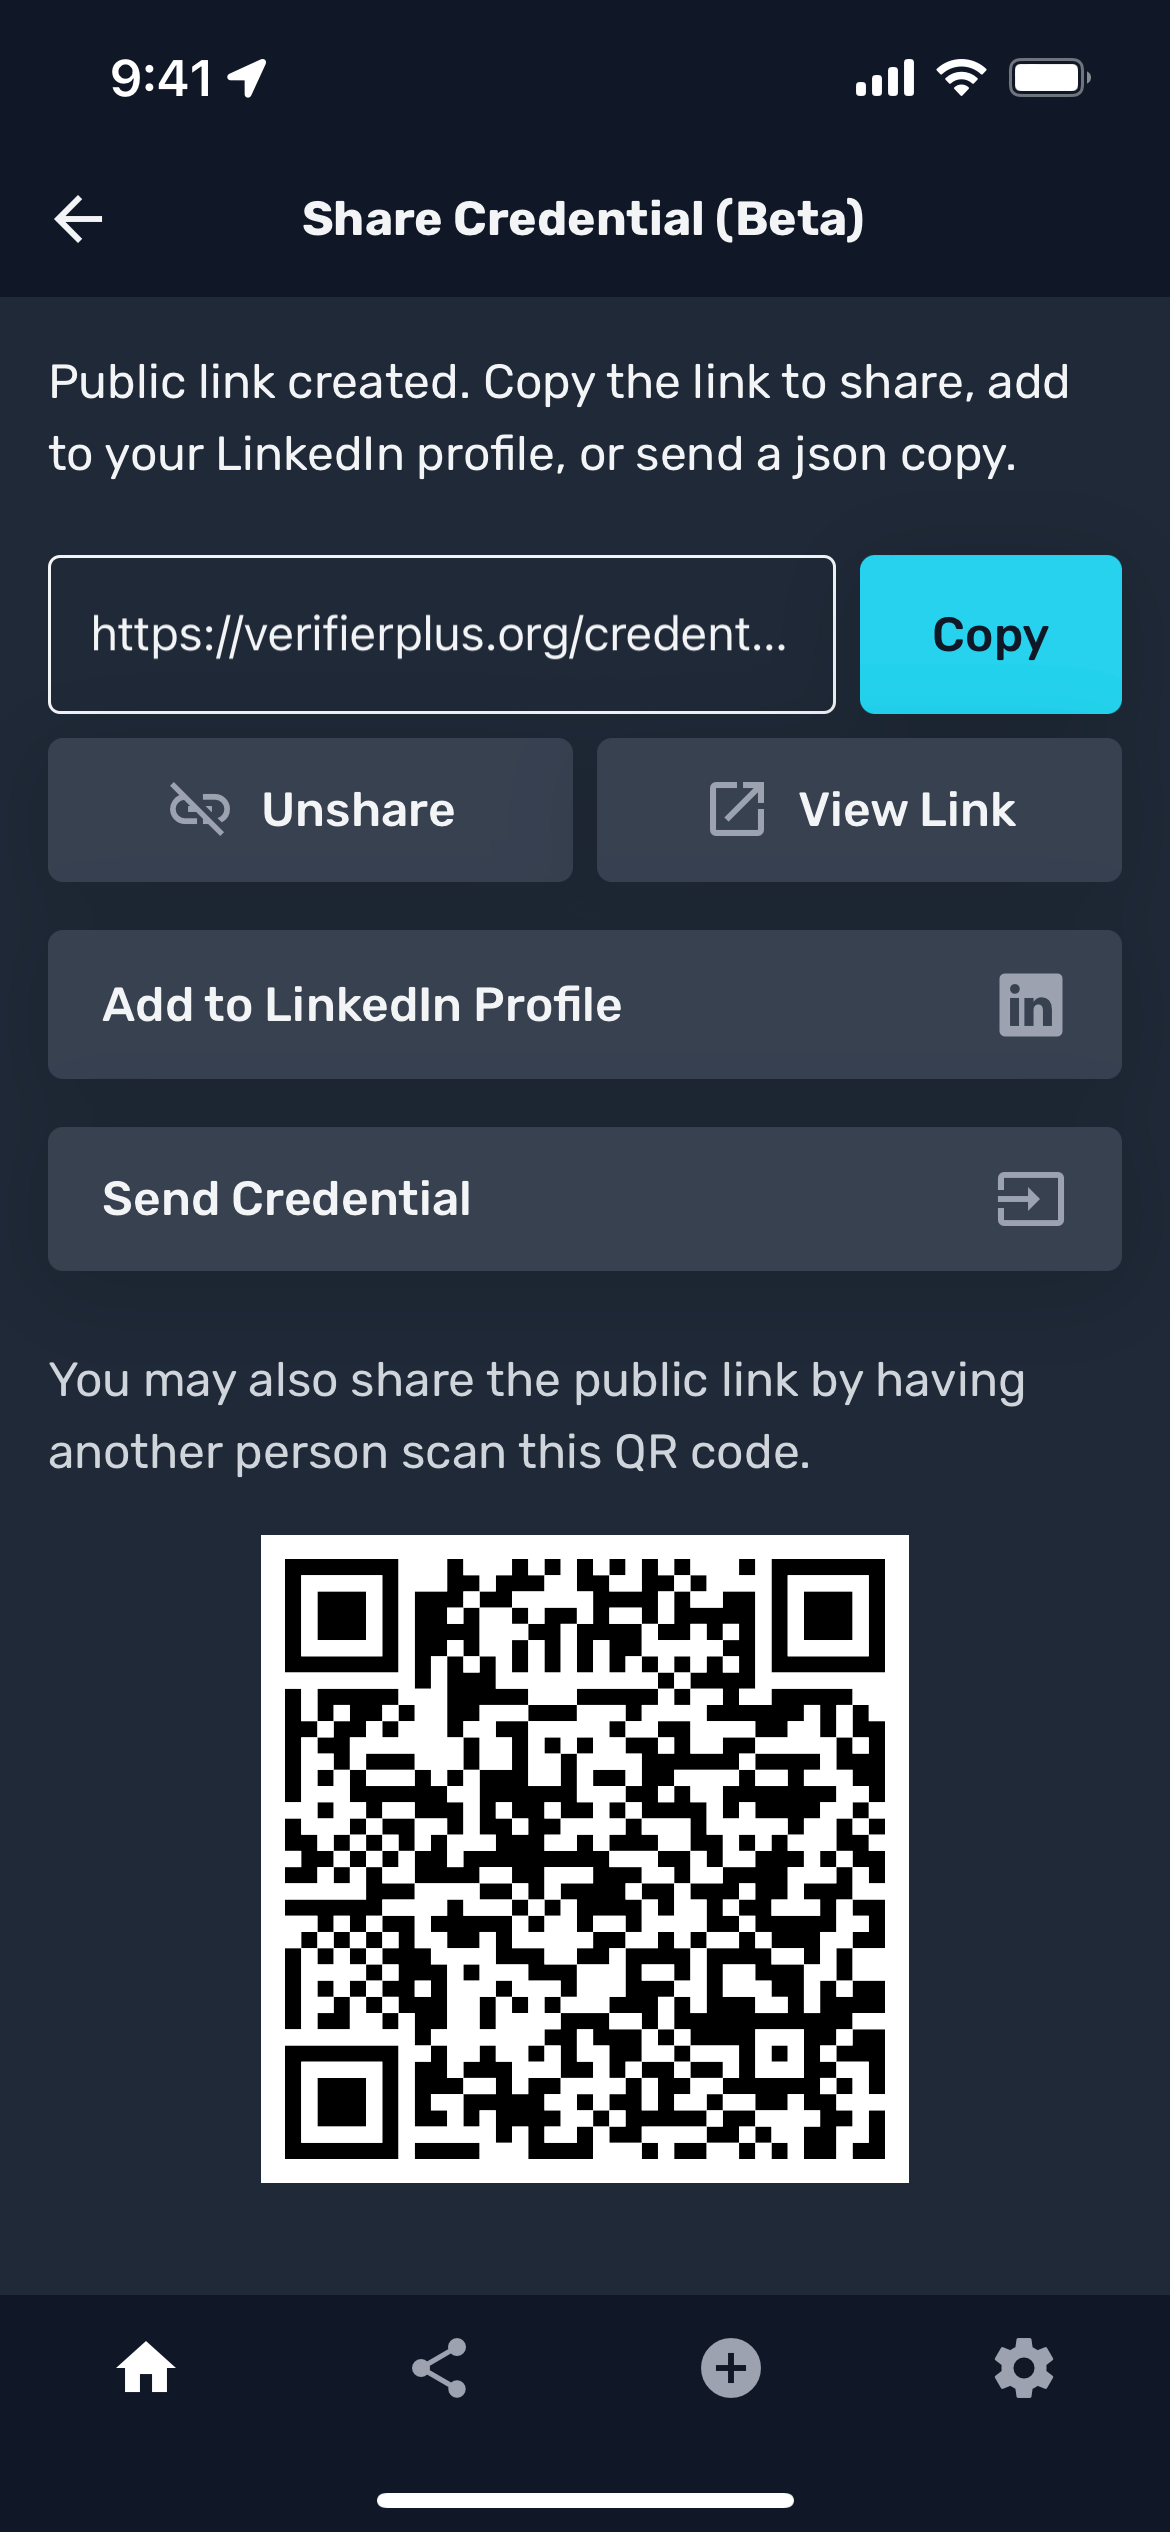 9:41
Share Credential (Beta)
Public link created. Copy the link to share, add
to your LinkedIn profile, or send a json copy.
https://verifierplus.org/credent...
Copy
Unshare
View Link
Add to LinkedIn Profile
in
Send Credential
You may also share the public link by having
another person scan this QR code.